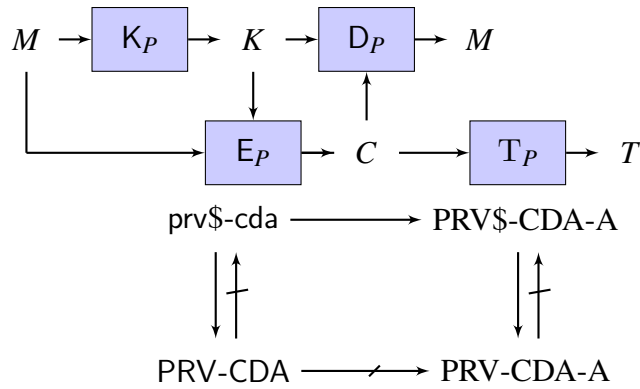 M K_P K D_P M
E_P C T_P T
prv$-cda PRV$-CDA-A
PRV-CDA PRV-CDA-A